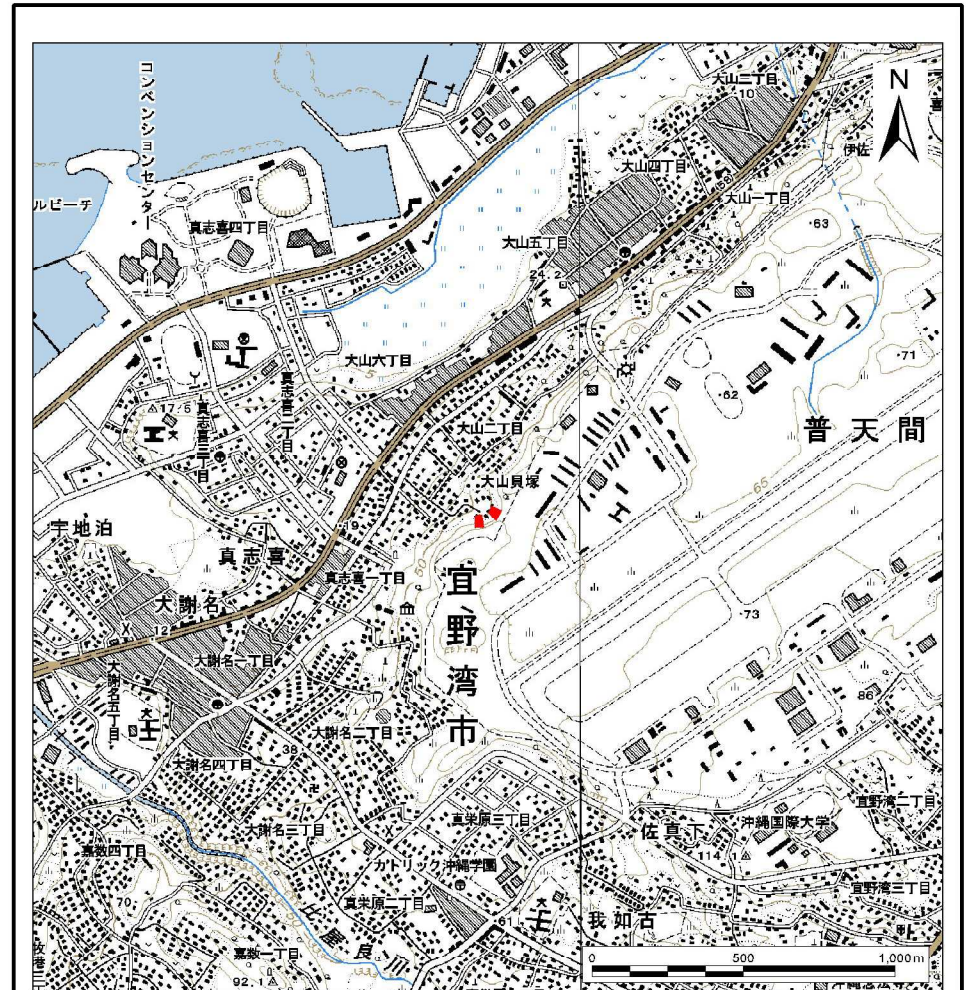 コンベンションセンター
ルビーチ
真志喜四丁目
大山三丁目
10
N
喜
伊佐
大山四丁目
58
大山一丁目
大山五丁目
24.2
・63
・71
大山六丁目
5
真志喜二丁目
△17.5
真志喜三丁目
大山二丁目
・62
普天間
大山貝塚
65
・19
宇地泊
真志喜
真志喜一丁目
50
宜野湾市
大謝名
12
・73
大謝名一丁目
大謝名五丁目
86
大謝名二丁目
38
大謝名四丁目
大謝名三丁目
真栄原三丁目
佐真下
沖縄国際大学
宜野湾二丁目
114.1△
嘉数四丁目
カトリック沖縄学園
宜野湾三丁目
70
真栄原二丁目
61
我如古
比屋良川
嘉数一丁目
92.1△
牧港三
0 500 1,000m